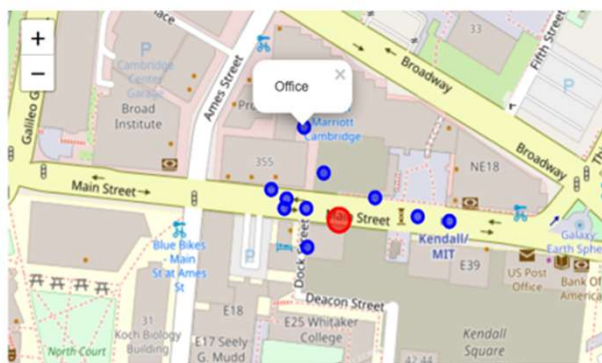 +
−
Office
×
Cambridge
Center
Garage
Broad
Institute
Ames Street
Marriott
Cambridge
33
Fifth Street
Broadway
Broadway
355
NE18
Main Street
Main Street
Blue Bikes
- Main
St at Ames
St
Dock Street
Kendall/
MIT
Galaxy
Earth Sphe
US Post
Office
Bank Of
America
E39
Deacon Street
E18
31
Koch Biology
Building
E17 Seely
G. Mudd
E25 Whitaker
College
Kendall
Square
North Court
42 44
P
P
P